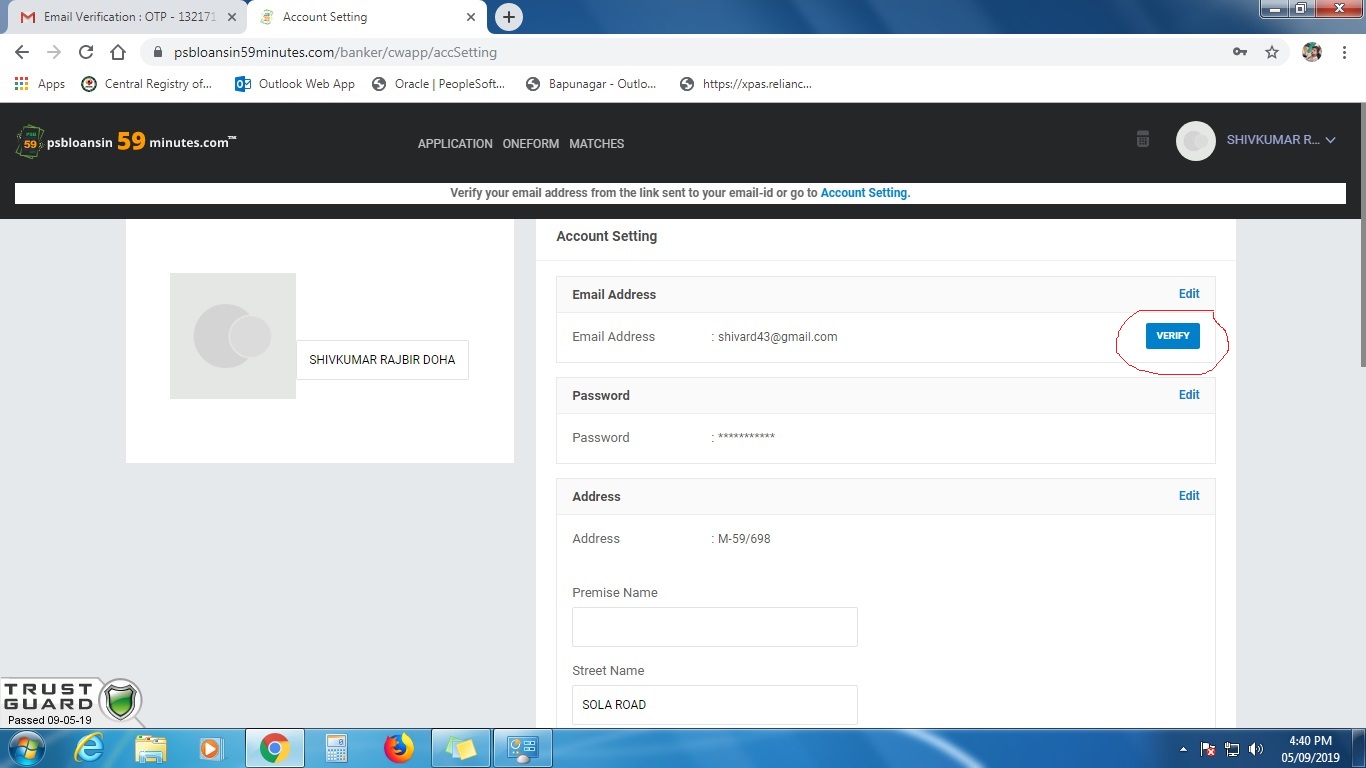 Email Verification : OTP - 132171
Account Setting
psbloansin59minutes.com/banker/cwapp/accSetting
Apps
Central Registry of...
Outlook Web App
Oracle | PeopleSoft...
Bapunagar - Outlo...
https://xpas.relianc...
PSB 59 psbloansin 59 minutes.com™
APPLICATION ONEFORM MATCHES
SHIVKUMAR R...
Verify your email address from the link sent to your email-id or go to Account Setting.
Account Setting
Email Address Edit
Email Address : shivard43@gmail.com VERIFY
SHIVKUMAR RAJBIR DOHA
Password Edit
Password : ***********
Address Edit
Address : M-59/698
Premise Name
Street Name
SOLA ROAD
TRUST
GUARD
Passed 09-05-19
4:40 PM
05/09/2019